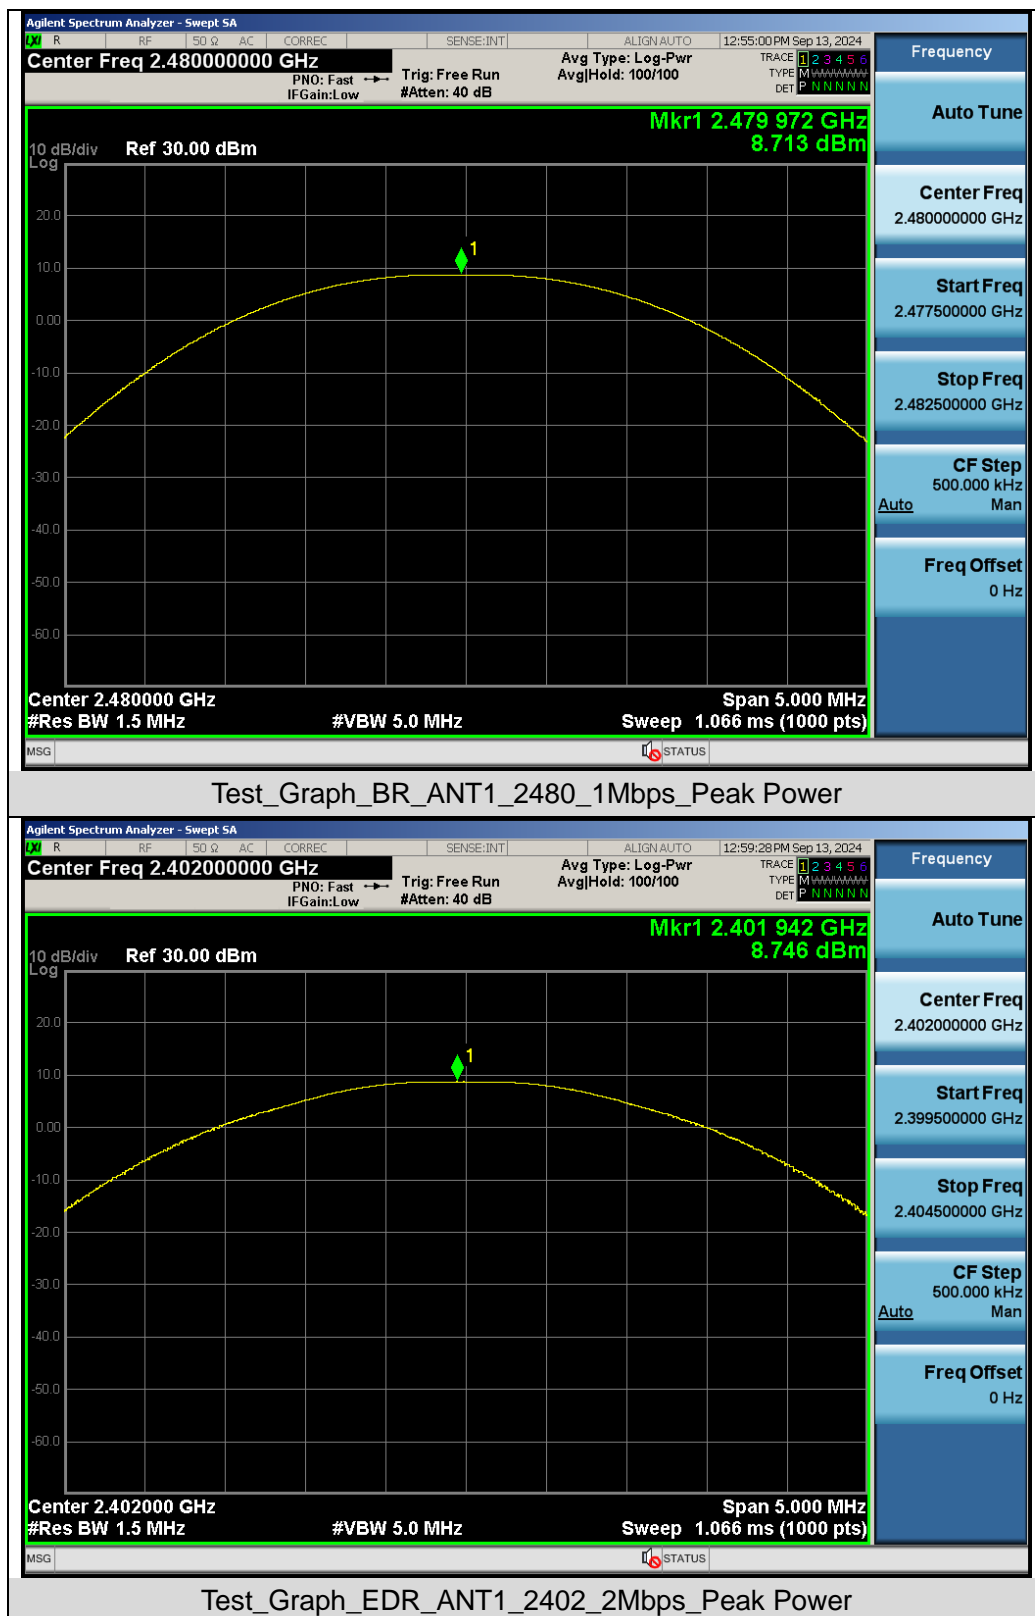 Agilent Spectrum Analyzer - Swept SA
LXI R RF 50 Ω AC CORREC SENSE:INT ALIGN AUTO 12:55:00 PM Sep 13, 2024
Center Freq 2.480000000 GHz
PNO: Fast
IFGain:Low
Trig: Free Run
#Atten: 40 dB
Avg Type: Log-Pwr
Avg|Hold: 100/100
TRACE 1 2 3 4 5 6
TYPE M WWWWW
DET P N N N N N
Mkr1 2.479 972 GHz
8.713 dBm
10 dB/div Ref 30.00 dBm
Log
20.0
1
10.0
0.00
-10.0
-20.0
-30.0
-40.0
-50.0
-60.0
Center 2.480000 GHz Span 5.000 MHz
#Res BW 1.5 MHz #VBW 5.0 MHz Sweep 1.066 ms (1000 pts)
MSG STATUS
Frequency
Auto Tune
Center Freq
2.480000000 GHz
Start Freq
2.477500000 GHz
Stop Freq
2.482500000 GHz
CF Step
500.000 kHz
Auto Man
Freq Offset
0 Hz
Test_Graph_BR_ANT1_2480_1Mbps_Peak Power
Agilent Spectrum Analyzer - Swept SA
LXI R RF 50 Ω AC CORREC SENSE:INT ALIGN AUTO 12:59:28 PM Sep 13, 2024
Center Freq 2.402000000 GHz
PNO: Fast
IFGain:Low
Trig: Free Run
#Atten: 40 dB
Avg Type: Log-Pwr
Avg|Hold: 100/100
TRACE 1 2 3 4 5 6
TYPE M WWWWW
DET P N N N N N
Mkr1 2.401 942 GHz
8.746 dBm
10 dB/div Ref 30.00 dBm
Log
20.0
1
10.0
0.00
-10.0
-20.0
-30.0
-40.0
-50.0
-60.0
Center 2.402000 GHz Span 5.000 MHz
#Res BW 1.5 MHz #VBW 5.0 MHz Sweep 1.066 ms (1000 pts)
MSG STATUS
Frequency
Auto Tune
Center Freq
2.402000000 GHz
Start Freq
2.399500000 GHz
Stop Freq
2.404500000 GHz
CF Step
500.000 kHz
Auto Man
Freq Offset
0 Hz
Test_Graph_EDR_ANT1_2402_2Mbps_Peak Power